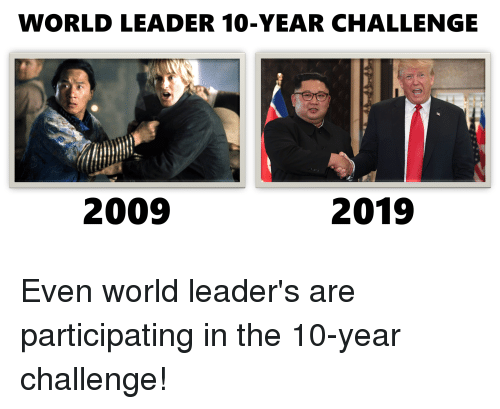 WORLD LEADER 10-YEAR CHALLENGE
2009 2019
Even world leader's are
participating in the 10-year
challenge!